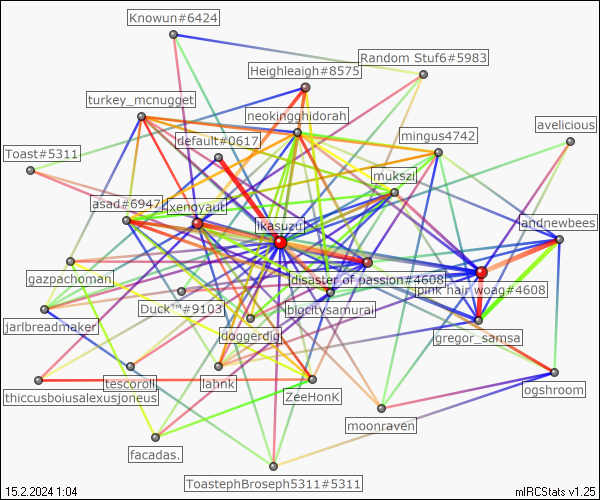 Knowun#6424
Random Stuf6#5983
Heighleaigh#8575
turkey_mcnugget
neokingghidorah
avelicious
default#0617
mingus4742
Toast#5311
mukszi
asad#6947
xenoyaut
ikasuzu
andnewbees
gazpachoman
disaster of passion#4608
pink hair woag#4608
Duck™#9103
bigcitysamurai
jarlbreadmaker
doggerdig
gregor_samsa
thiccusboiusalexusjoneus
tescoroll
lahnk
ZeeHonK
ogshroom
moonraven
facadas.
ToastephBroseph5311#5311
15.2.2024 1:04
mIRCStats v1.25